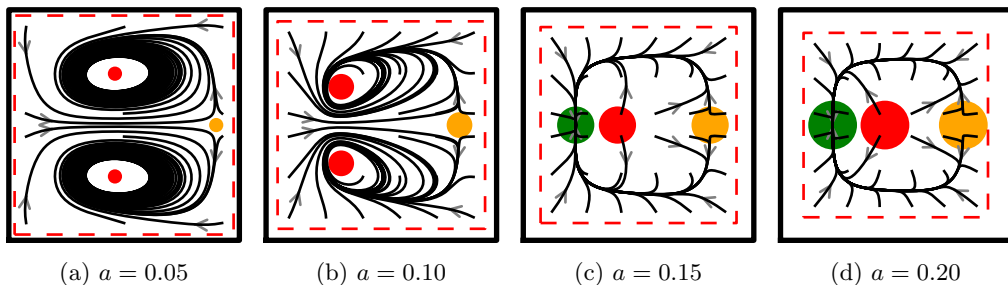 (a) a = 0.05 (b) a = 0.10 (c) a = 0.15 (d) a = 0.20